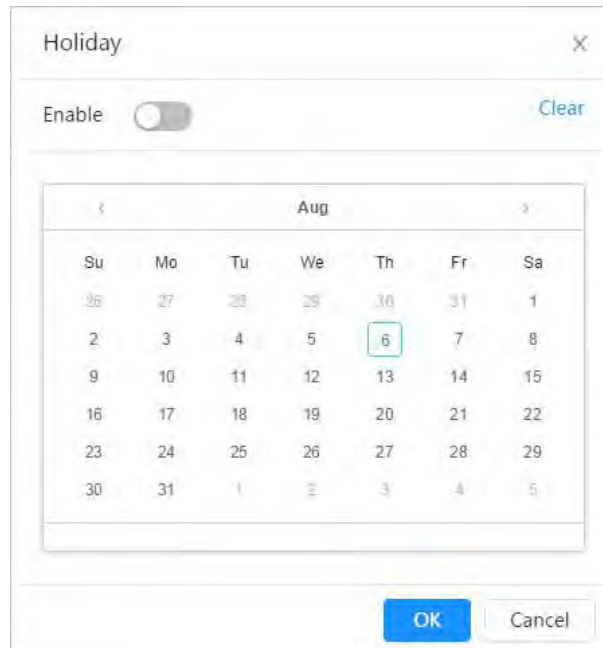 Holiday ×
Enable Clear
‹ Aug ›
Su Mo Tu We Th Fr Sa
26 27 28 29 30 31 1
2 3 4 5 6 7 8
9 10 11 12 13 14 15
16 17 18 19 20 21 22
23 24 25 26 27 28 29
30 31 1 2 3 4 5
OK Cancel